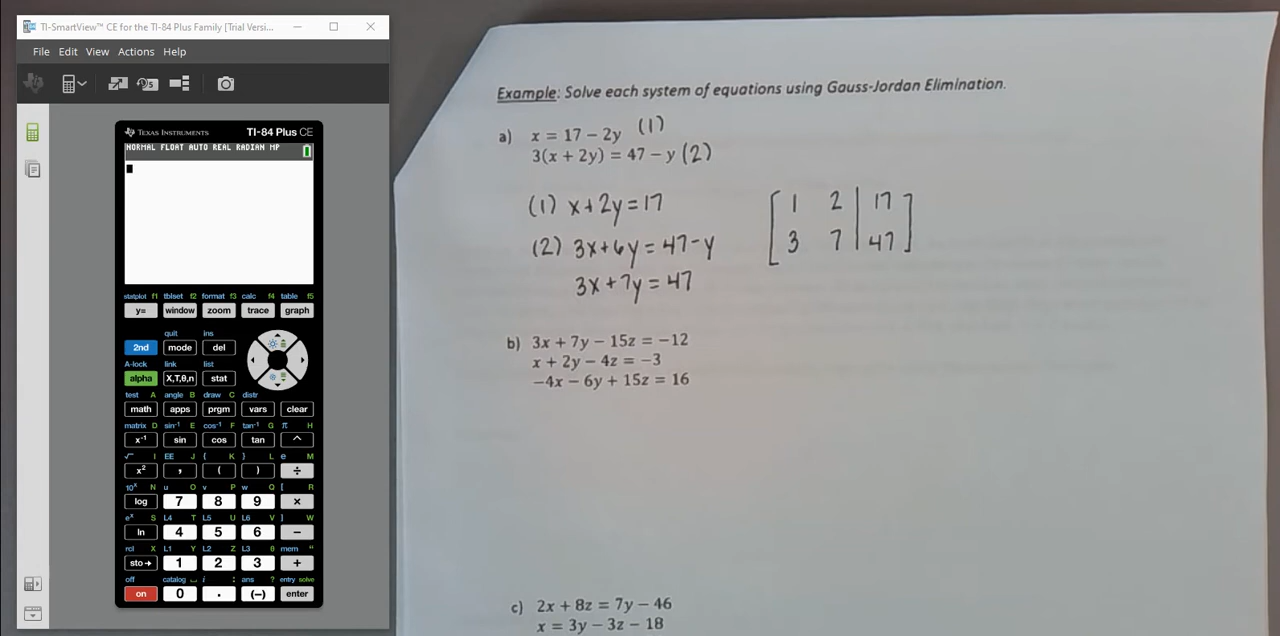 TI-SmartView™ CE for the TI-84 Plus Family [Trial Versi...
File Edit View Actions Help
TEXAS INSTRUMENTS TI-84 Plus CE
NORMAL FLOAT AUTO REAL RADIAN MP
statplot f1 tblset f2 format f3 calc f4 table f5
y= window zoom trace graph
quit ins
2nd mode del
A-lock link list
alpha X,T,θ,n stat
test A angle B draw C distr
math apps prgm vars clear
matrix D sin⁻¹ E cos⁻¹ F tan⁻¹ G π H
x⁻¹ sin cos tan ^
√ I EE J { K } L e M
x² , ( ) ÷
10ˣ N u O v P w Q [ R
log 7 8 9 ×
eˣ S L4 T L5 U L6 V ] W
ln 4 5 6 −
rcl X L1 Y L2 Z L3 θ mem "
sto→ 1 2 3 +
off catalog ⎵ i : ans ? entry solve
on 0 . (−) enter
Example: Solve each system of equations using Gauss-Jordan Elimination.
a) x = 17 − 2y (1)
3(x + 2y) = 47 − y (2)
(1) x+2y=17
(2) 3x+6y=47-y
3x+7y=47
[1 2 | 17]
[3 7 | 47]
b) 3x + 7y − 15z = −12
x + 2y − 4z = −3
−4x − 6y + 15z = 16
c) 2x + 8z = 7y − 46
x = 3y − 3z − 18